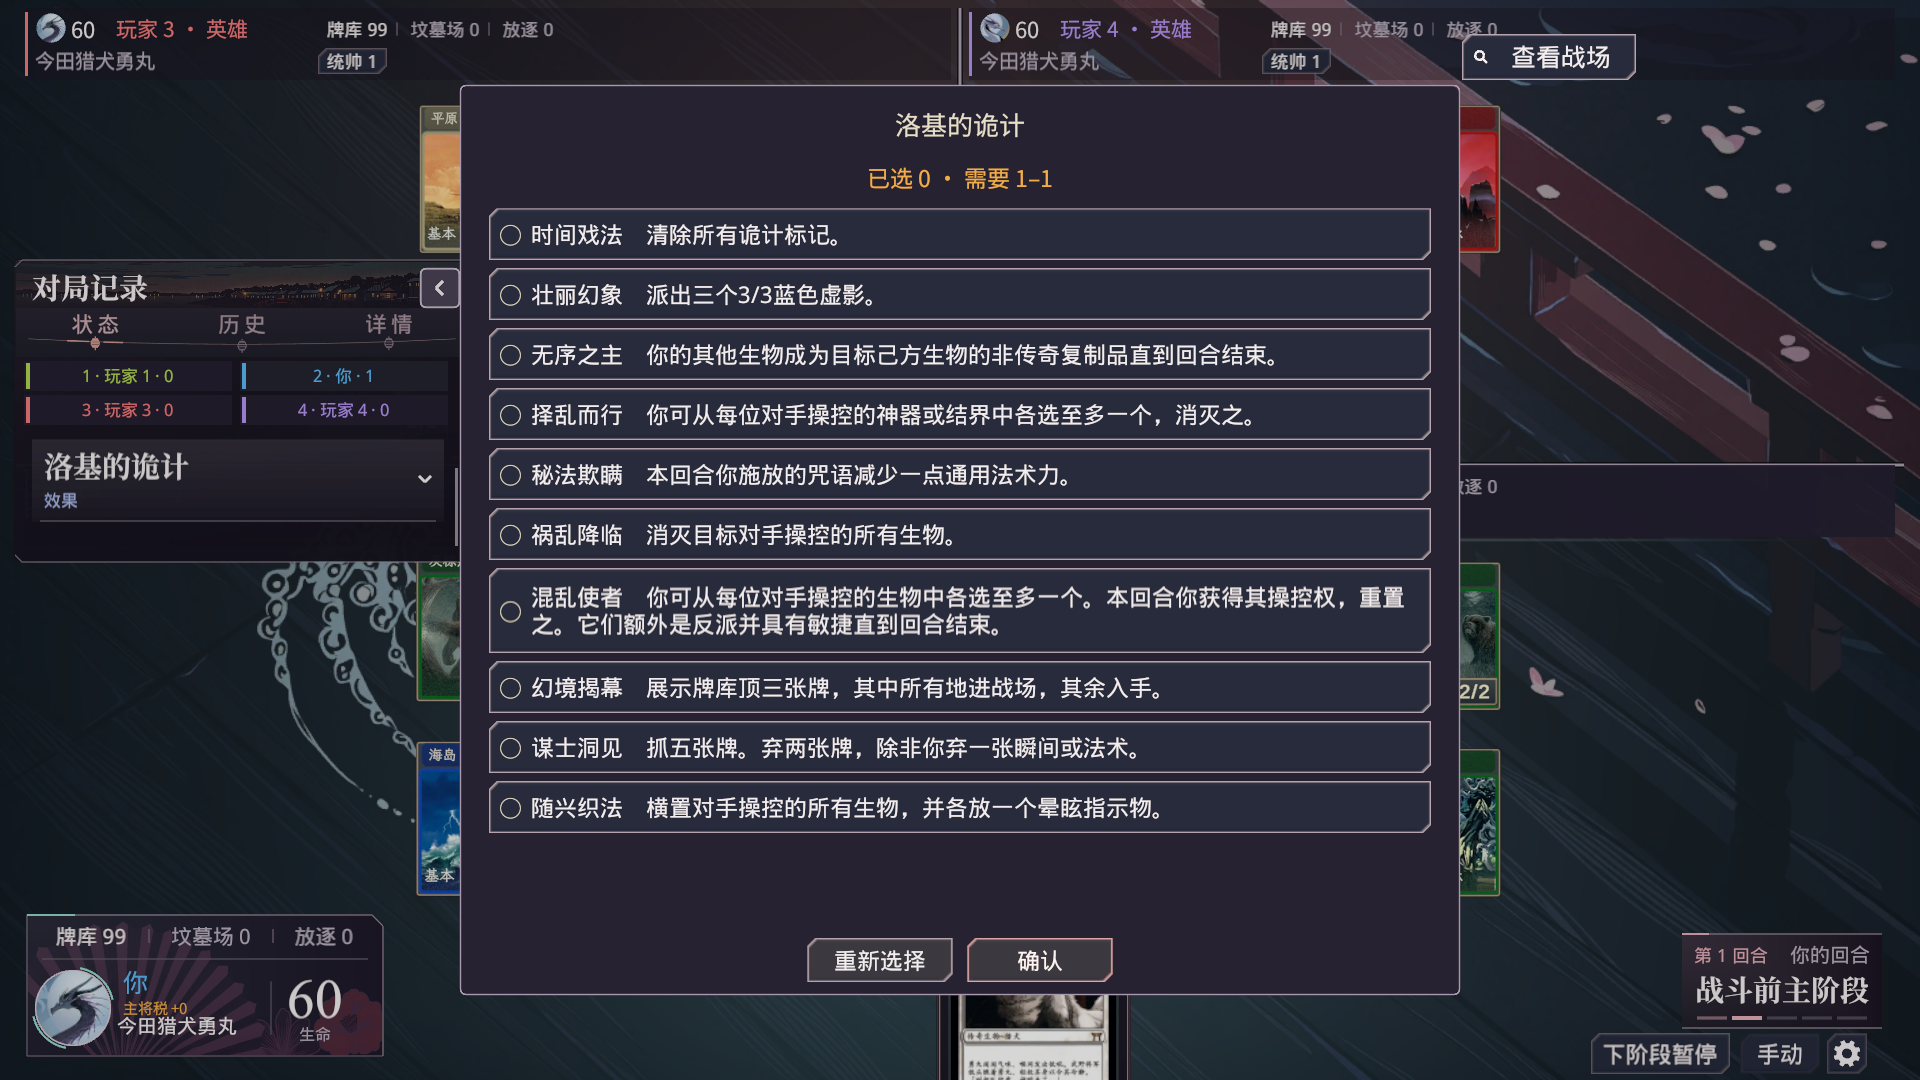 60 玩家 3 · 英雄 牌库 99 坟墓场 0 放逐 0
今田猎犬勇丸 统帅 1
60 玩家 4 · 英雄 牌库 99 坟墓场 0 放逐 0
今田猎犬勇丸 统帅 1
查看战场
平原
基本
洛基的诡计
已选 0 · 需要 1–1
时间戏法 清除所有诡计标记。
壮丽幻象 派出三个3/3蓝色虚影。
无序之主 你的其他生物成为目标己方生物的非传奇复制品直到回合结束。
择乱而行 你可从每位对手操控的神器或结界中各选至多一个，消灭之。
秘法欺瞒 本回合你施放的咒语减少一点通用法术力。
祸乱降临 消灭目标对手操控的所有生物。
混乱使者 你可从每位对手操控的生物中各选至多一个。本回合你获得其操控权，重置
之。它们额外是反派并具有敏捷直到回合结束。
幻境揭幕 展示牌库顶三张牌，其中所有地进战场，其余入手。
谋士洞见 抓五张牌。弃两张牌，除非你弃一张瞬间或法术。
随兴织法 横置对手操控的所有生物，并各放一个晕眩指示物。
重新选择 确认
对局记录
状态 历史 详情
1 · 玩家 1 · 0 2 · 你 · 1
3 · 玩家 3 · 0 4 · 玩家 4 · 0
洛基的诡计
效果
放逐 0
2/2
海岛
基本
牌库 99 坟墓场 0 放逐 0
你
主将税 +0
今田猎犬勇丸
60
生命
传奇生物~猎犬
第 1 回合 你的回合
战斗前主阶段
下阶段暂停 手动